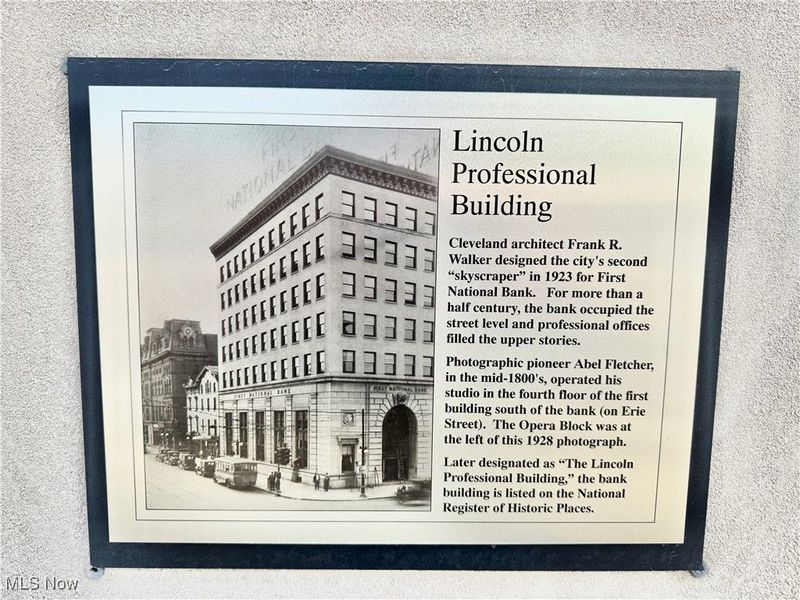 Lincoln
Professional
Building
Cleveland architect Frank R.
Walker designed the city's second
“skyscraper” in 1923 for First
National Bank. For more than a
half century, the bank occupied the
street level and professional offices
filled the upper stories.
Photographic pioneer Abel Fletcher,
in the mid-1800's, operated his
studio in the fourth floor of the first
building south of the bank (on Erie
Street). The Opera Block was at
the left of this 1928 photograph.
Later designated as “The Lincoln
Professional Building,” the bank
building is listed on the National
Register of Historic Places.
NATIONAL
FIRST NATIONAL BANK
FIRST NATIONAL BANK
MLS Now